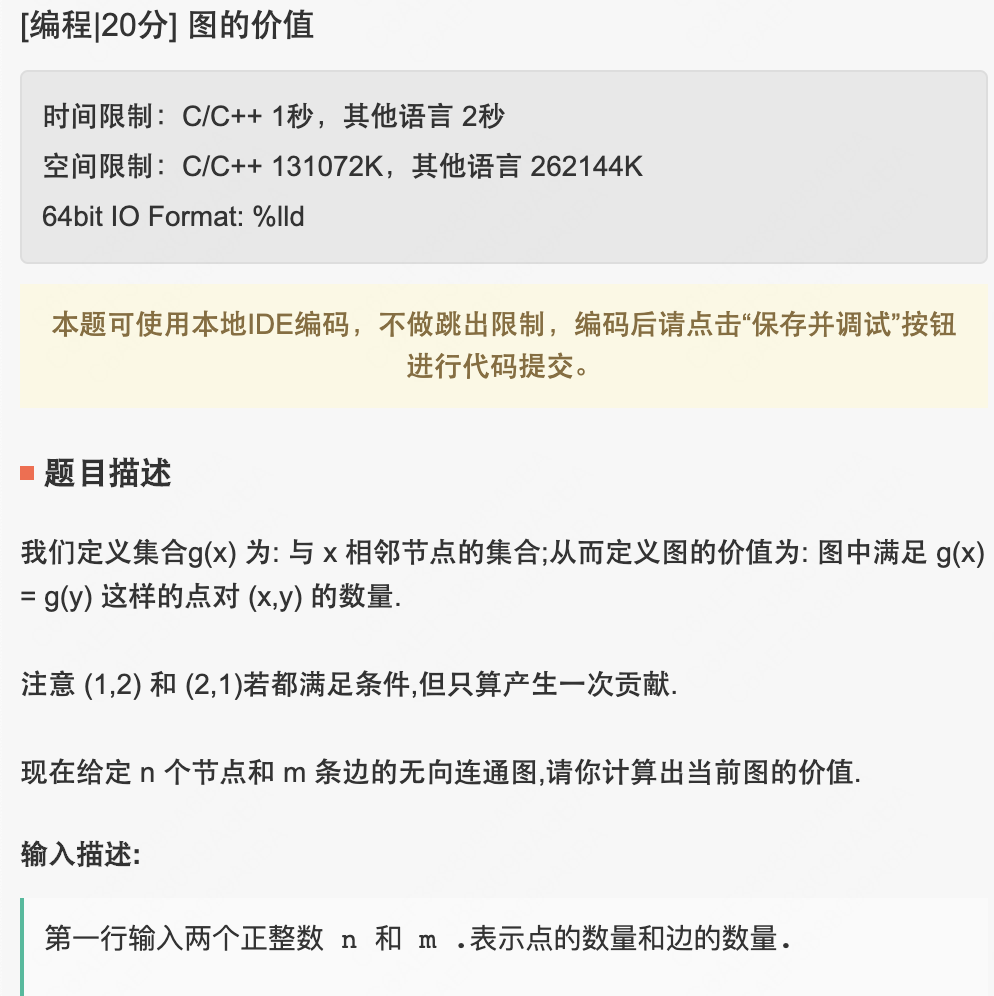 [编程|20分] 图的价值
时间限制：C/C++ 1秒，其他语言 2秒
空间限制：C/C++ 131072K，其他语言 262144K
64bit IO Format: %lld
本题可使用本地IDE编码，不做跳出限制，编码后请点击“保存并调试”按钮
进行代码提交。
题目描述
我们定义集合g(x) 为: 与 x 相邻节点的集合;从而定义图的价值为: 图中满足 g(x)
= g(y) 这样的点对 (x,y) 的数量.
注意 (1,2) 和 (2,1)若都满足条件,但只算产生一次贡献.
现在给定 n 个节点和 m 条边的无向连通图,请你计算出当前图的价值.
输入描述:
第一行输入两个正整数 n 和 m .表示点的数量和边的数量.